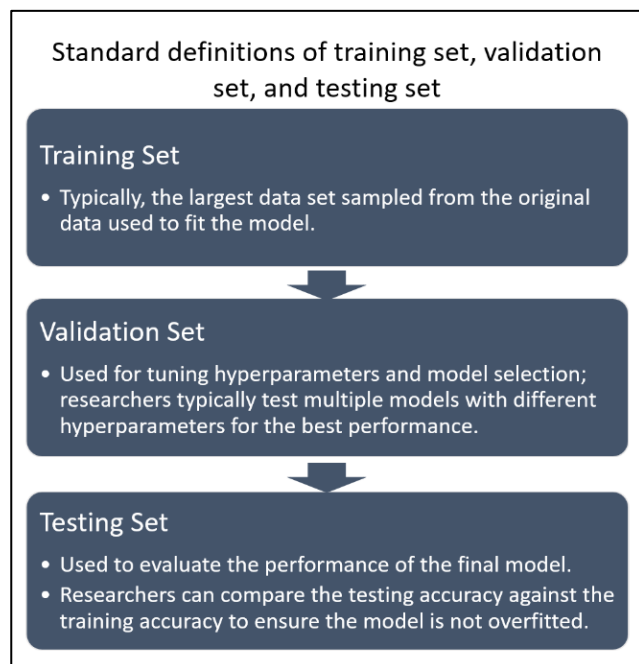 Standard definitions of training set, validation
set, and testing set
Training Set
• Typically, the largest data set sampled from the original
data used to fit the model.
Validation Set
• Used for tuning hyperparameters and model selection;
researchers typically test multiple models with different
hyperparameters for the best performance.
Testing Set
• Used to evaluate the performance of the final model.
• Researchers can compare the testing accuracy against the
training accuracy to ensure the model is not overfitted.